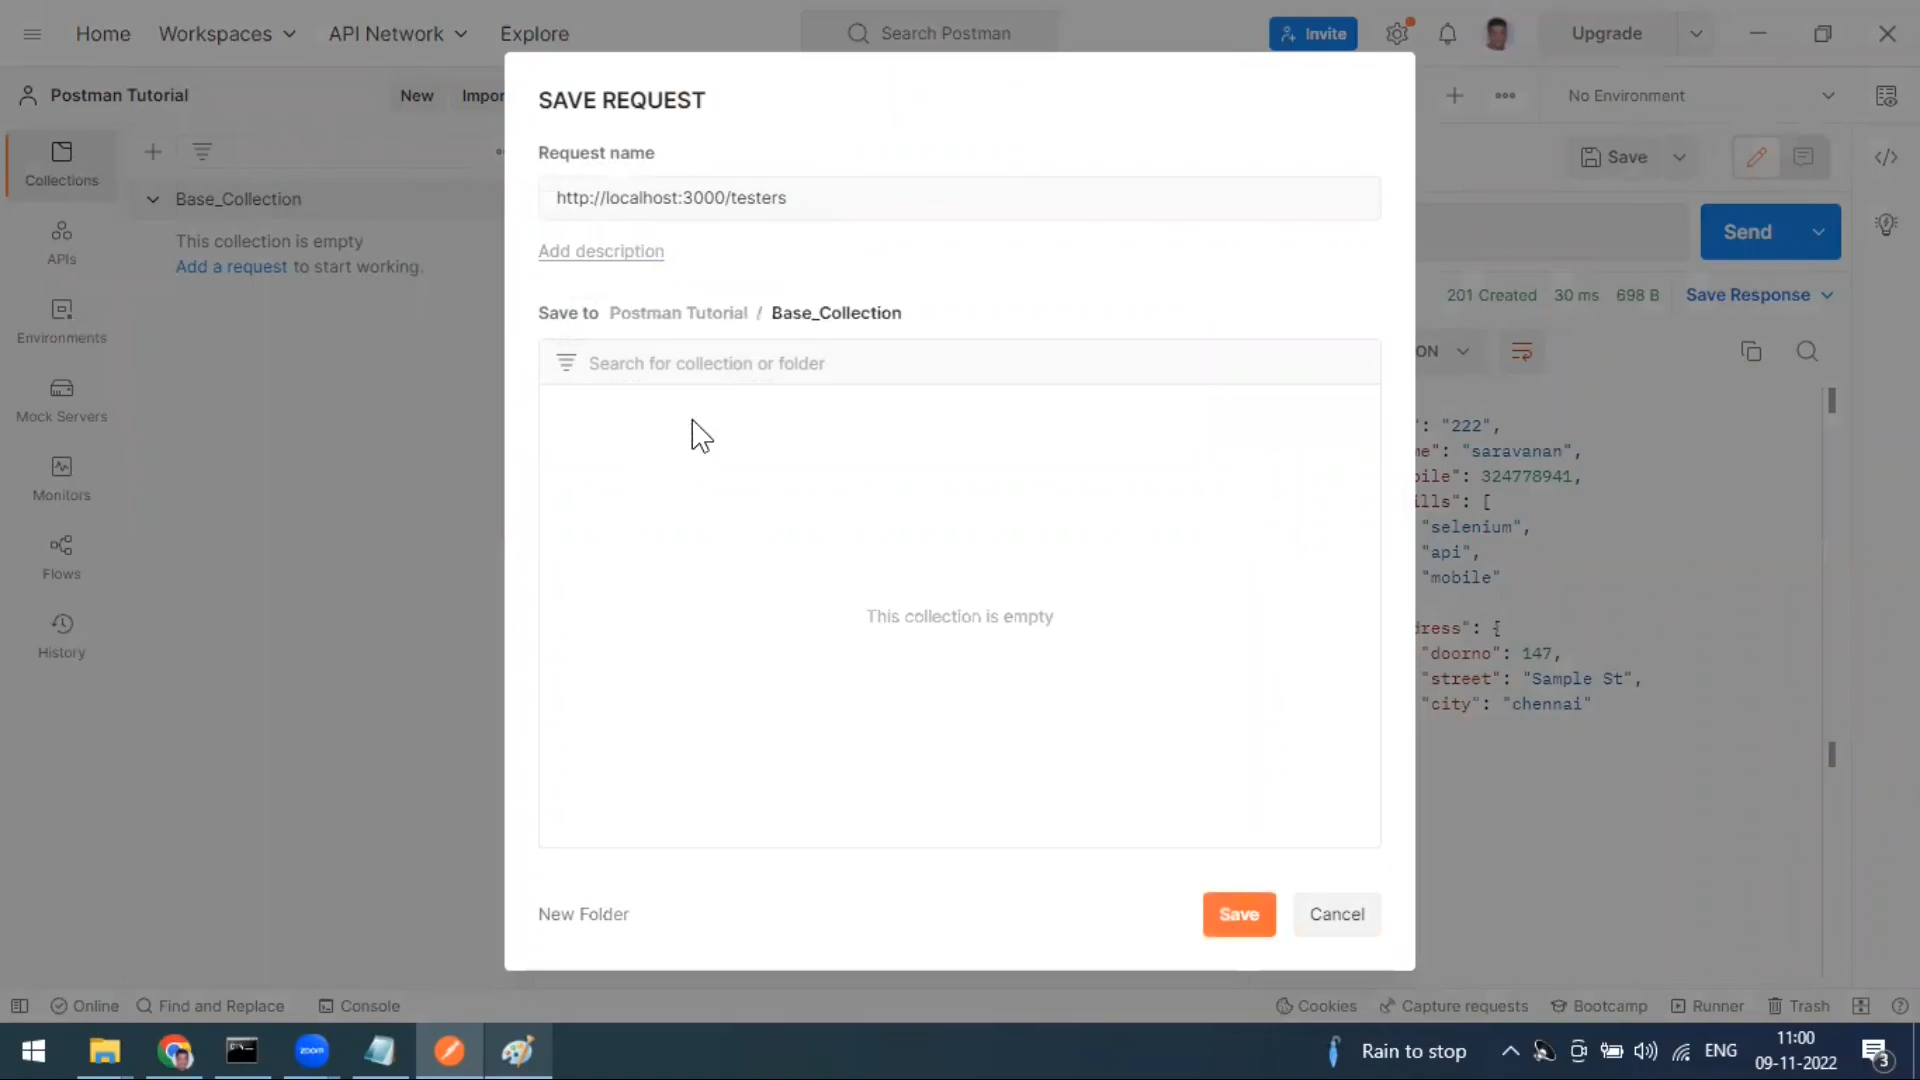 Home Workspaces API Network Explore Search Postman Invite Upgrade
Postman Tutorial New Impor No Environment
SAVE REQUEST
Request name
Collections Save
Base_Collection http://localhost:3000/testers
This collection is empty
Add a request to start working.
Add description
Send
APIs
201 Created 30 ms 698 B Save Response
Save to Postman Tutorial / Base_Collection
Environments
ON
Search for collection or folder
Mock Servers
": "222",
me": "saravanan",
bile": 324778941,
ills": [
Monitors
"selenium",
"api",
Flows
"mobile"
This collection is empty
History
dress": {
"doorno": 147,
"street": "Sample St",
"city": "chennai"
New Folder Save Cancel
Online Find and Replace Console Cookies Capture requests Bootcamp Runner Trash
zoom
Rain to stop ENG 11:00
09-11-2022 3